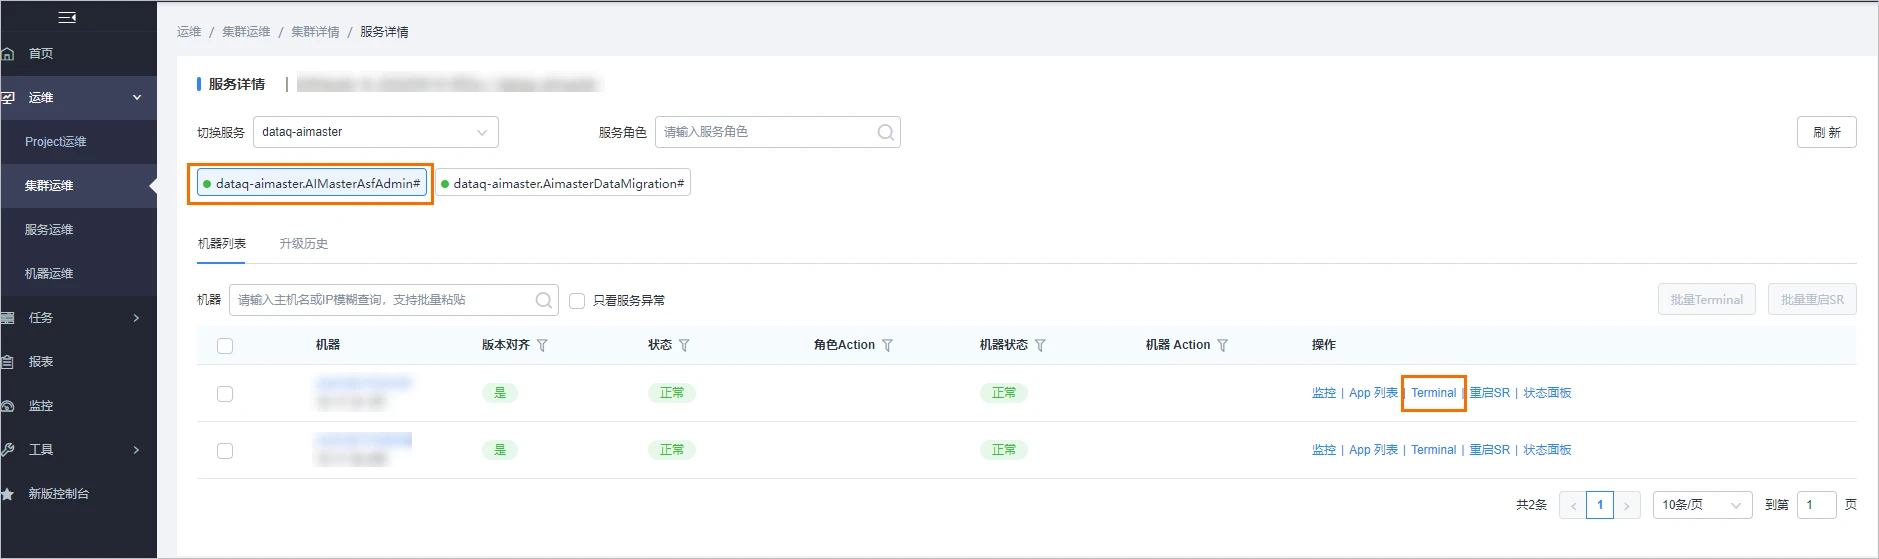 运维 / 集群运维 / 集群详情 / 服务详情
首页
运维
Project运维
集群运维
服务运维
机器运维
任务
报表
监控
工具
新版控制台
服务详情
切换服务 dataq-aimaster 服务角色 请输入服务角色 刷 新
dataq-aimaster.AIMasterAsfAdmin# dataq-aimaster.AimasterDataMigration#
机器列表 升级历史
机器 请输入主机名或IP模糊查询，支持批量粘贴 只看服务异常 批量Terminal 批量重启SR
机器 版本对齐 状态 角色Action 机器状态 机器 Action 操作
是 正常 正常 监控 | App 列表 | Terminal | 重启SR | 状态面板
是 正常 正常 监控 | App 列表 | Terminal | 重启SR | 状态面板
共2条 < 1 > 10条/页 到第 1 页